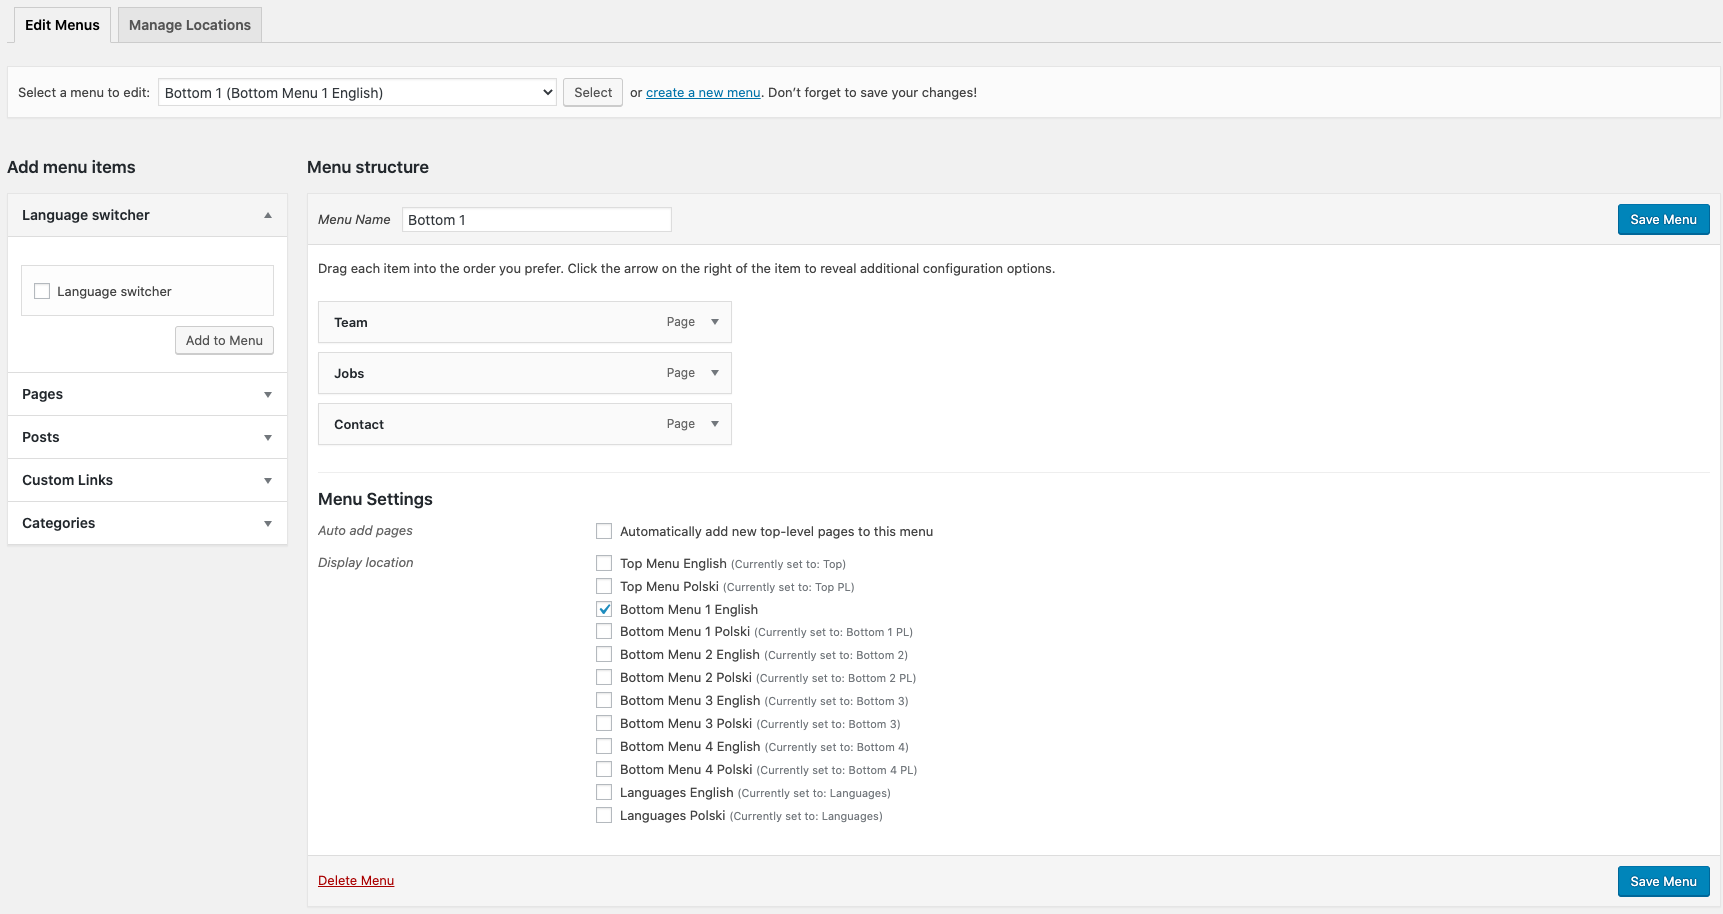 Edit Menus
Manage Locations
Select a menu to edit: Bottom 1 (Bottom Menu 1 English) Select or create a new menu. Don’t forget to save your changes!
Add menu items
Language switcher
Language switcher
Add to Menu
Pages
Posts
Custom Links
Categories
Menu structure
Menu Name Bottom 1 Save Menu
Drag each item into the order you prefer. Click the arrow on the right of the item to reveal additional configuration options.
Team Page
Jobs Page
Contact Page
Menu Settings
Auto add pages Automatically add new top-level pages to this menu
Display location Top Menu English (Currently set to: Top)
Top Menu Polski (Currently set to: Top PL)
Bottom Menu 1 English
Bottom Menu 1 Polski (Currently set to: Bottom 1 PL)
Bottom Menu 2 English (Currently set to: Bottom 2)
Bottom Menu 2 Polski (Currently set to: Bottom 2 PL)
Bottom Menu 3 English (Currently set to: Bottom 3)
Bottom Menu 3 Polski (Currently set to: Bottom 3)
Bottom Menu 4 English (Currently set to: Bottom 4)
Bottom Menu 4 Polski (Currently set to: Bottom 4 PL)
Languages English (Currently set to: Languages)
Languages Polski (Currently set to: Languages)
Delete Menu Save Menu